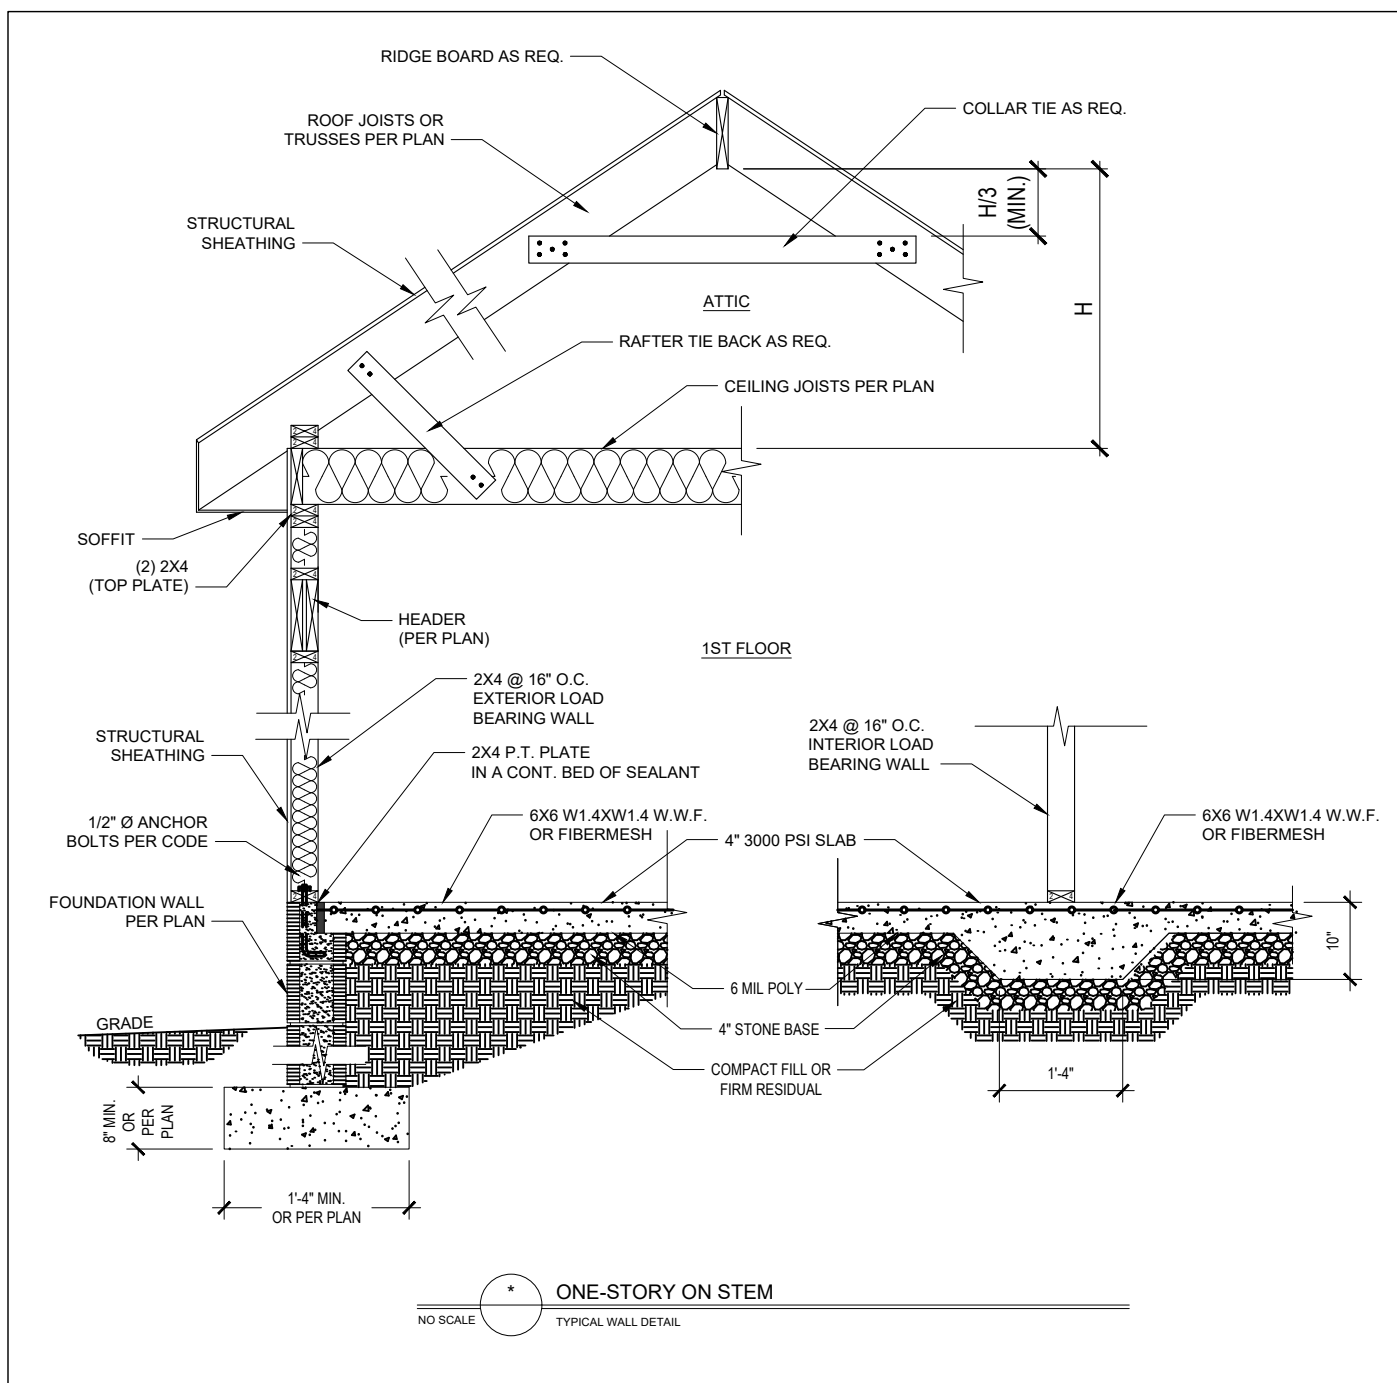 RIDGE BOARD AS REQ.
COLLAR TIE AS REQ.
ROOF JOISTS OR
TRUSSES PER PLAN
H/3
(MIN.)
STRUCTURAL
SHEATHING
ATTIC
H
RAFTER TIE BACK AS REQ.
CEILING JOISTS PER PLAN
SOFFIT
(2) 2X4
(TOP PLATE)
HEADER
(PER PLAN)
1ST FLOOR
2X4 @ 16" O.C.
EXTERIOR LOAD
BEARING WALL
STRUCTURAL
SHEATHING
2X4 P.T. PLATE
IN A CONT. BED OF SEALANT
2X4 @ 16" O.C.
INTERIOR LOAD
BEARING WALL
1/2" Ø ANCHOR
BOLTS PER CODE
6X6 W1.4XW1.4 W.W.F.
OR FIBERMESH
4" 3000 PSI SLAB
6X6 W1.4XW1.4 W.W.F.
OR FIBERMESH
FOUNDATION WALL
PER PLAN
10"
6 MIL POLY
4" STONE BASE
GRADE
COMPACT FILL OR
FIRM RESIDUAL
1'-4"
8" MIN.
OR
PER
PLAN
1'-4" MIN.
OR PER PLAN
*
ONE-STORY ON STEM
NO SCALE
TYPICAL WALL DETAIL